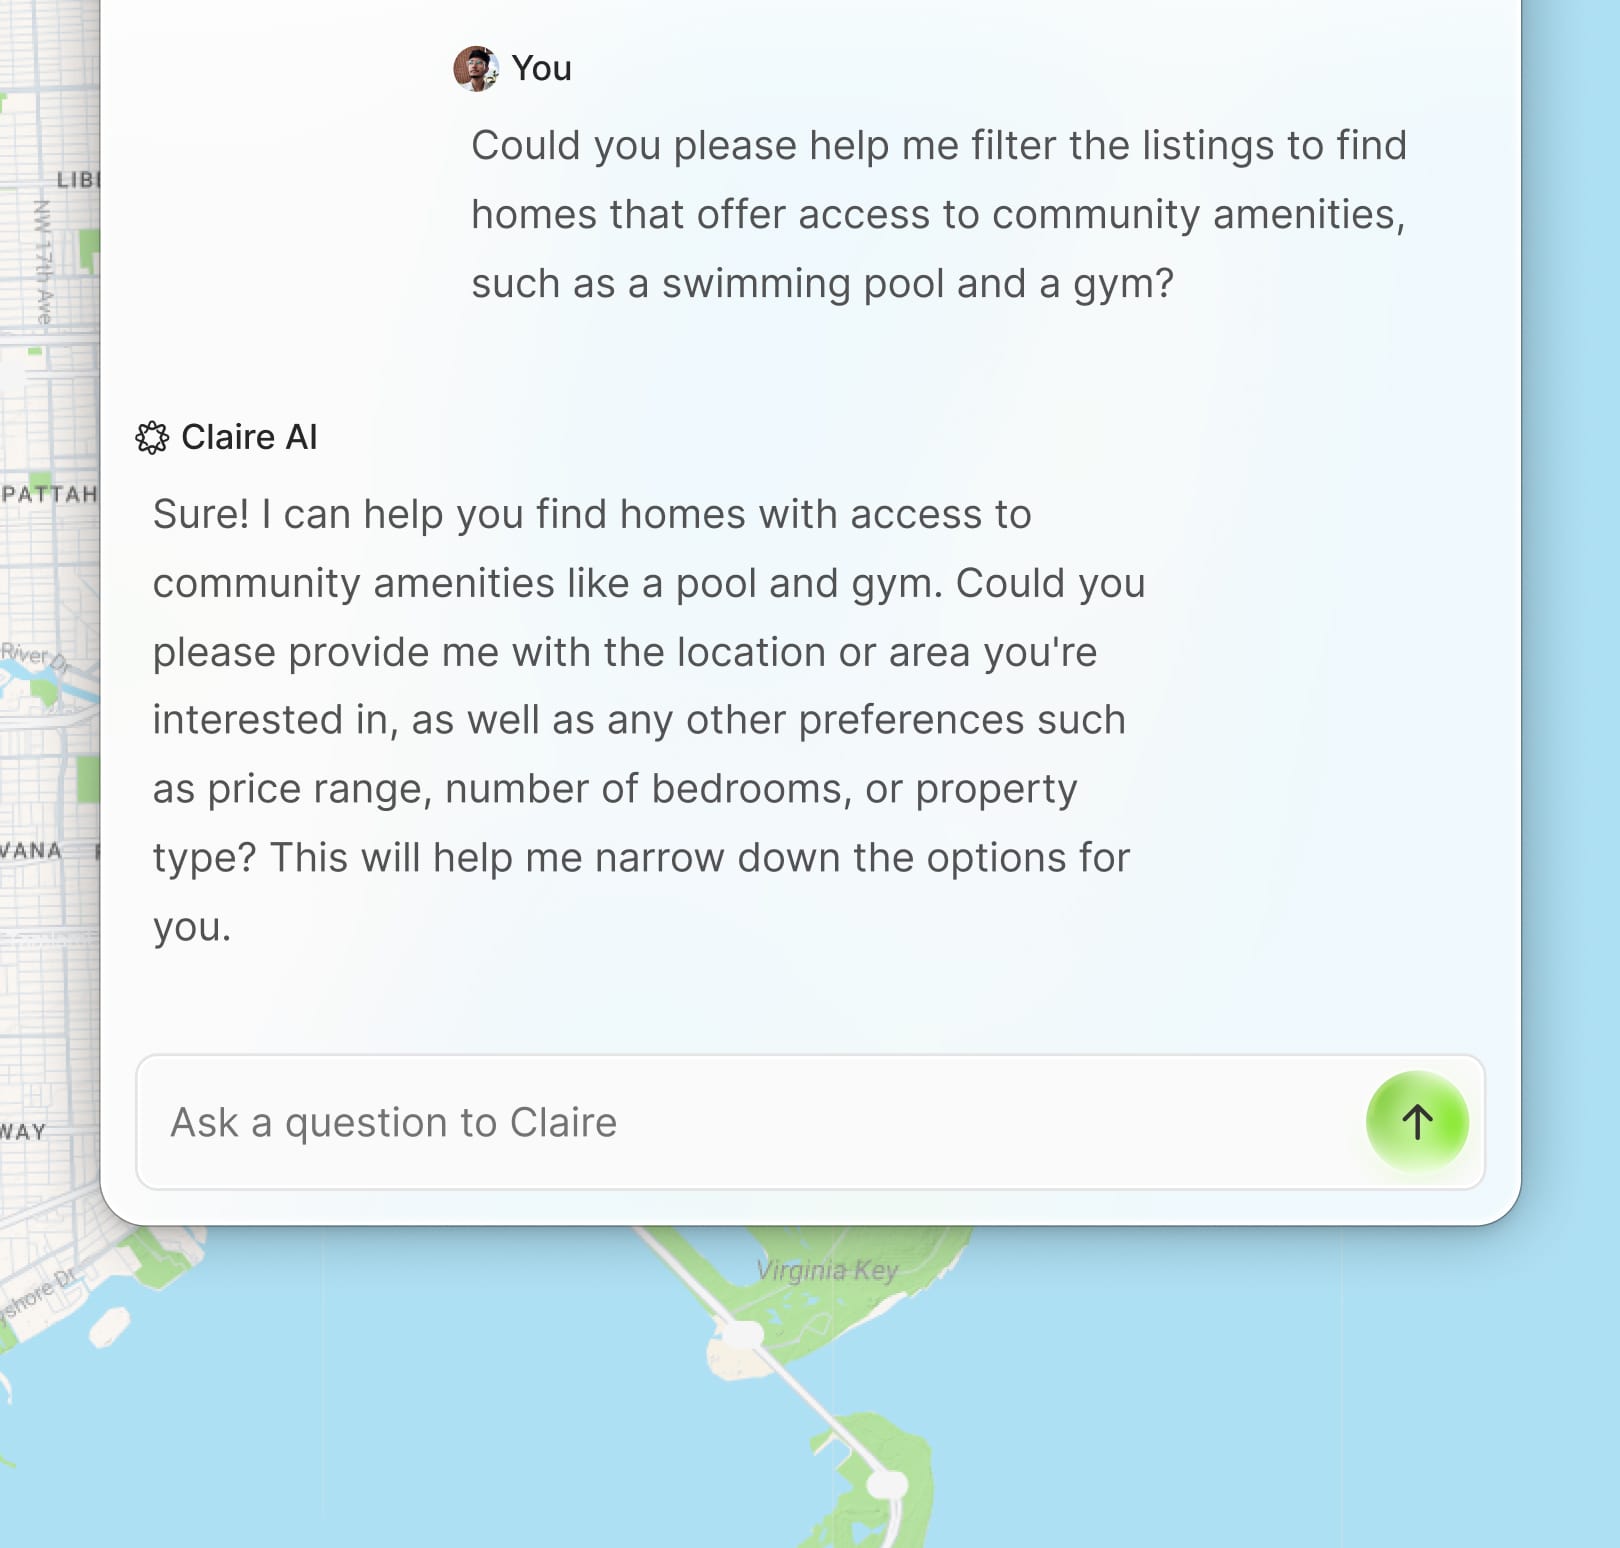 You
Could you please help me filter the listings to find
homes that offer access to community amenities,
such as a swimming pool and a gym?
LIB
NW 17th Ave
Claire AI
Sure! I can help you find homes with access to
community amenities like a pool and gym. Could you
please provide me with the location or area you're
interested in, as well as any other preferences such
as price range, number of bedrooms, or property
type? This will help me narrow down the options for
you.
PATTAH
River Dr
VANA
WAY
Ask a question to Claire
yshore Dr
Virginia Key